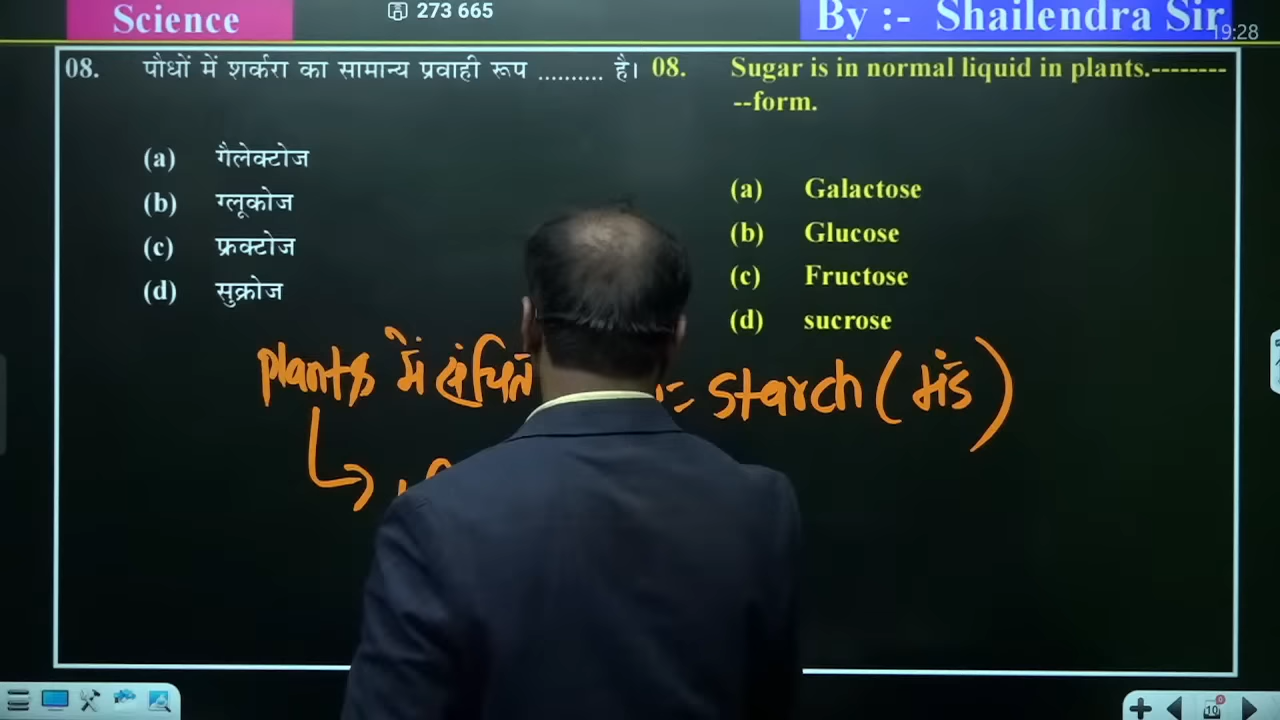 Science
273 665
By :- Shailendra Sir
19:28
08. पौधों में शर्करा का सामान्य प्रवाही रूप .......... है।
(a) गैलेक्टोज
(b) ग्लूकोज
(c) फ्रक्टोज
(d) सुक्रोज
08. Sugar is in normal liquid in plants.--------
--form.
(a) Galactose
(b) Glucose
(c) Fructose
(d) sucrose
Plants में संचित = Starch (मंड)
10